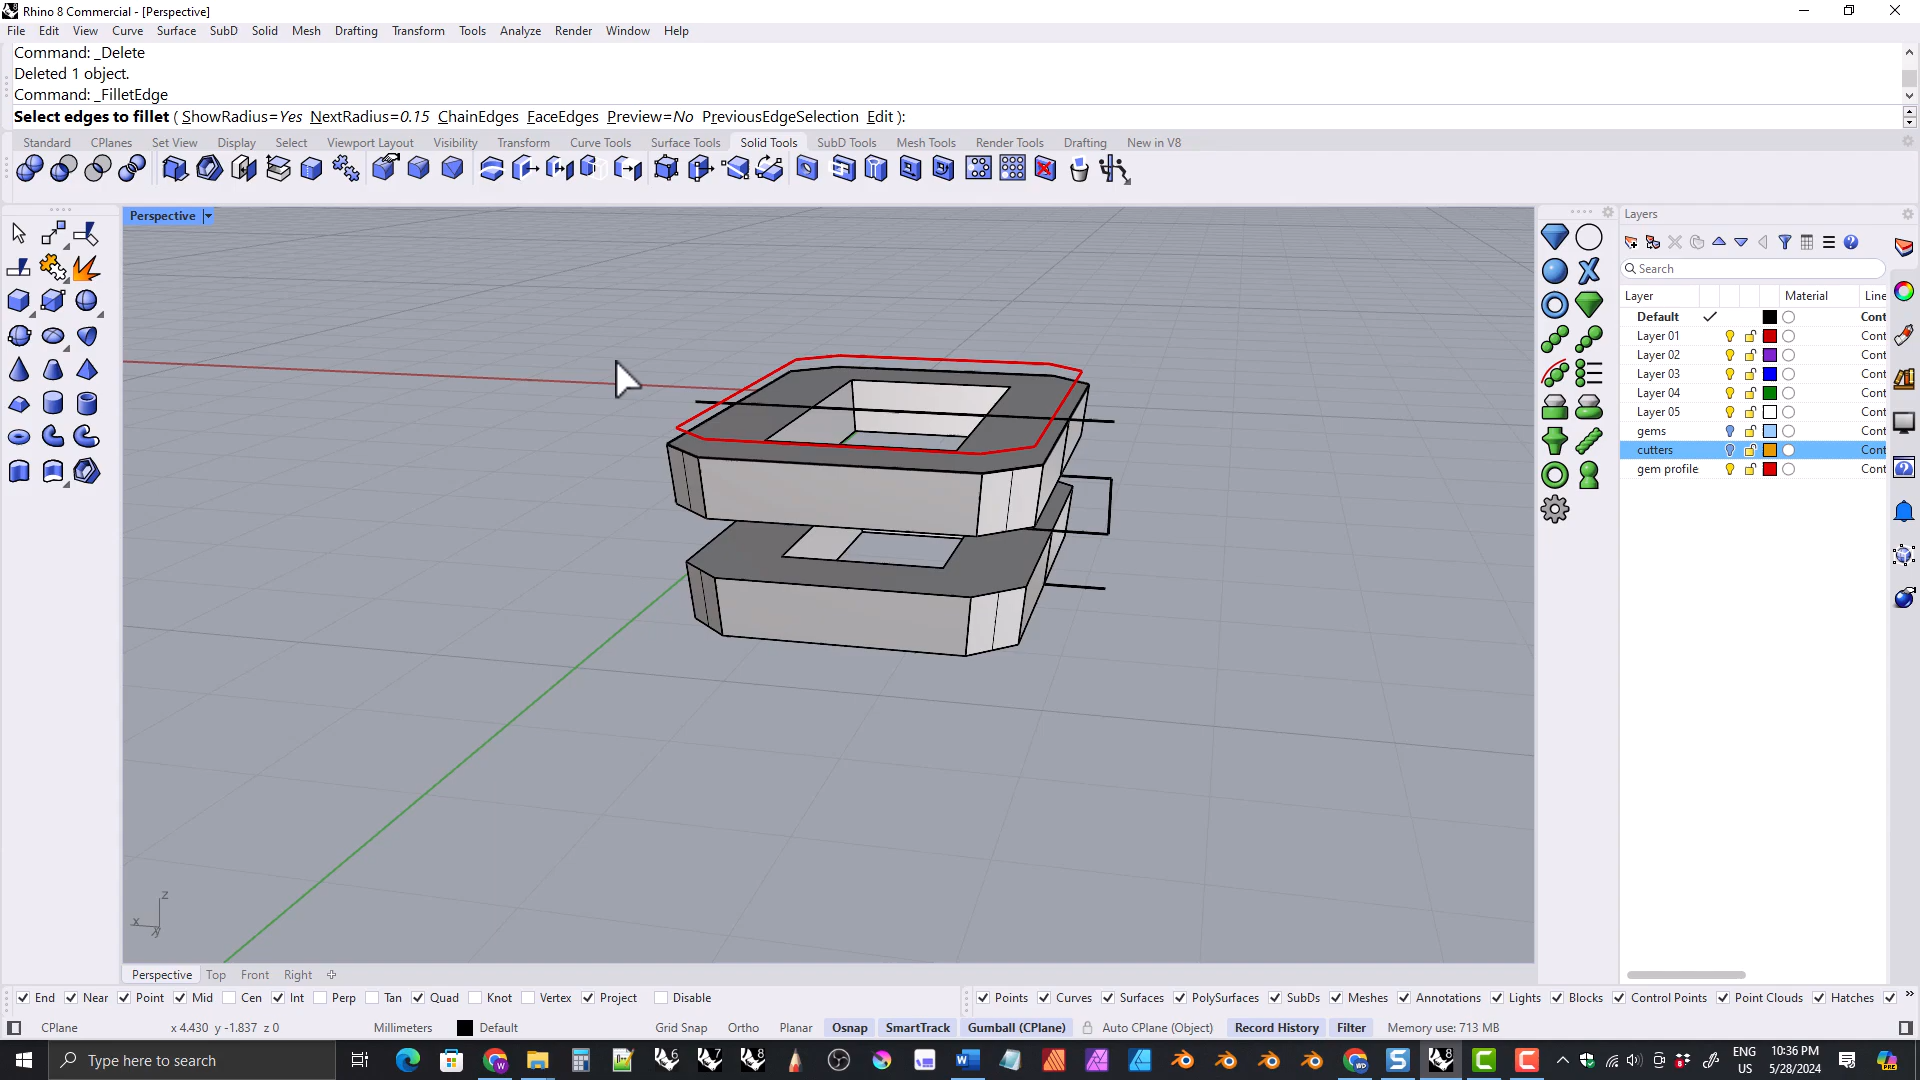 Rhino 8 Commercial - [Perspective]
File Edit View Curve Surface SubD Solid Mesh Drafting Transform Tools Analyze Render Window Help
Command: _Delete
Deleted 1 object.
Command: _FilletEdge
Select edges to fillet ( ShowRadius=Yes NextRadius=0.15 ChainEdges FaceEdges Preview=No PreviousEdgeSelection Edit ):
Standard CPlanes Set View Display Select Viewport Layout Visibility Transform Curve Tools Surface Tools Solid Tools SubD Tools Mesh Tools Render Tools Drafting New in V8
Perspective
Layers
Search
Layer Material Line
Default Cont
Layer 01 Cont
Layer 02 Cont
Layer 03 Cont
Layer 04 Cont
Layer 05 Cont
gems Cont
cutters Cont
gem profile Cont
z
x
y
Perspective Top Front Right
End Near Point Mid Cen Int Perp Tan Quad Knot Vertex Project Disable
Points Curves Surfaces PolySurfaces SubDs Meshes Annotations Lights Blocks Control Points Point Clouds Hatches
CPlane x 4.430 y -1.837 z 0 Millimeters Default Grid Snap Ortho Planar Osnap SmartTrack Gumball (CPlane) Auto CPlane (Object) Record History Filter Memory use: 713 MB
Type here to search
6 7 8 8
ENG 10:36 PM
US 5/28/2024